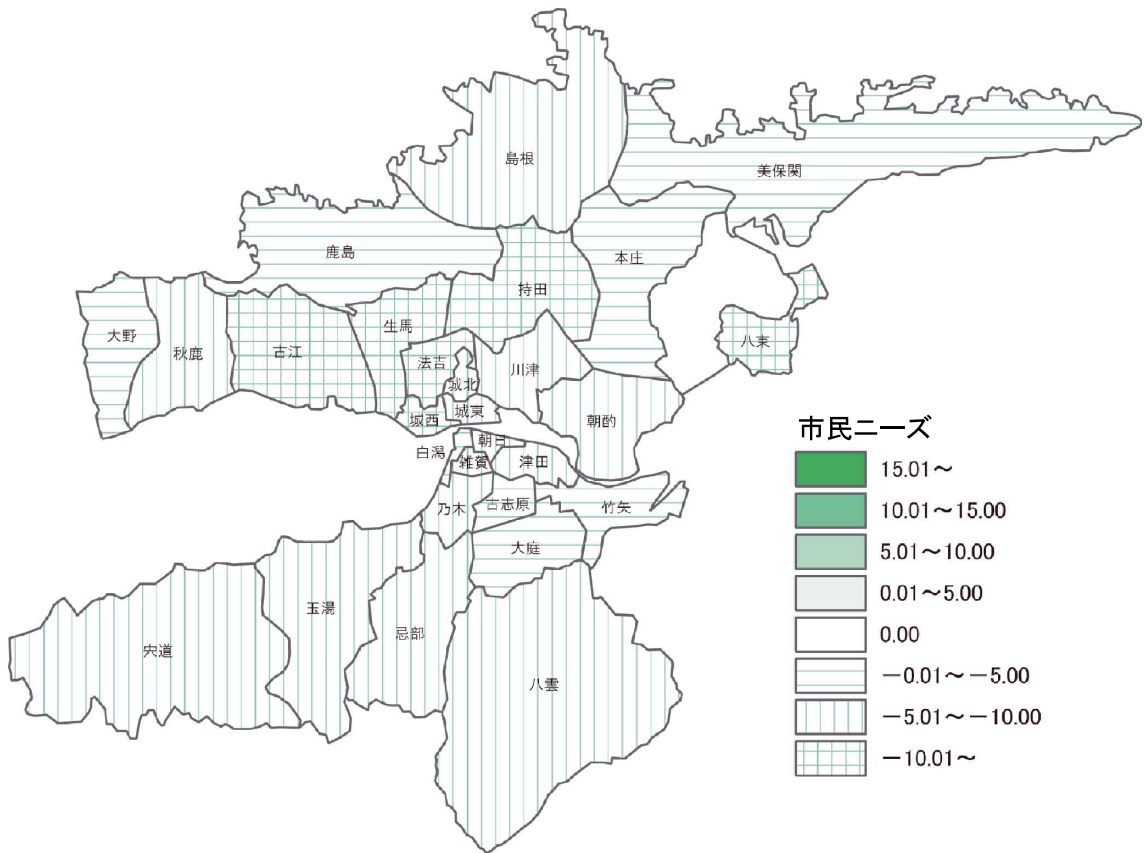 島根
美保関
鹿島
本庄
持田
大野
秋鹿
古江
生馬
八束
法吉
川津
城北
城西
城東
朝酌
白潟
朝日
雑賀
津田
乃木
古志原
竹矢
大庭
玉湯
宍道
忌部
八雲
市民ニーズ
15.01～
10.01～15.00
5.01～10.00
0.01～5.00
0.00
－0.01～－5.00
－5.01～－10.00
－10.01～